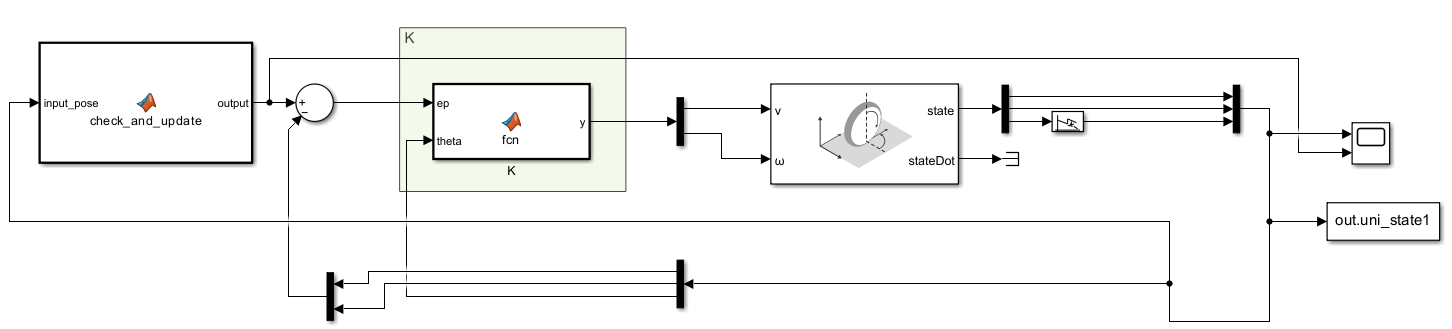 K
input_pose
output
check_and_update
+
−
ep
theta
y
fcn
K
v
ω
state
stateDot
out.uni_state1